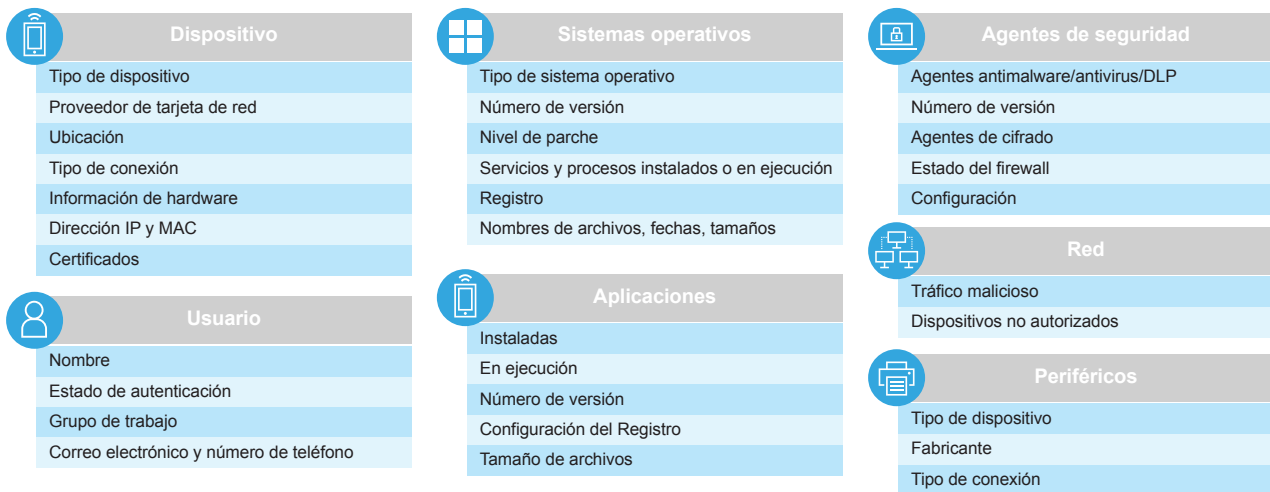 Dispositivo
Tipo de dispositivo
Proveedor de tarjeta de red
Ubicación
Tipo de conexión
Información de hardware
Dirección IP y MAC
Certificados
Usuario
Nombre
Estado de autenticación
Grupo de trabajo
Correo electrónico y número de teléfono
Sistemas operativos
Tipo de sistema operativo
Número de versión
Nivel de parche
Servicios y procesos instalados o en ejecución
Registro
Nombres de archivos, fechas, tamaños
Aplicaciones
Instaladas
En ejecución
Número de versión
Configuración del Registro
Tamaño de archivos
Agentes de seguridad
Agentes antimalware/antivirus/DLP
Número de versión
Agentes de cifrado
Estado del firewall
Configuración
Red
Tráfico malicioso
Dispositivos no autorizados
Periféricos
Tipo de dispositivo
Fabricante
Tipo de conexión